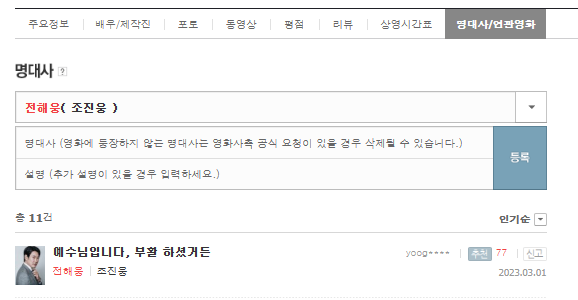 주요정보 배우/제작진 포토 동영상 평점 리뷰 상영시간표 명대사/연관영화
명대사 ?
전해웅( 조진웅 )
명대사 (영화에 등장하지 않는 명대사는 영화사측 공식 요청이 있을 경우 삭제될 수 있습니다.)
등록
설명 (추가 설명이 있을 경우 입력하세요.)
총 11건 인기순
예수님입니다, 부활 하셨거든 yoog**** 추천 77 신고
전해웅 조진웅 2023.03.01